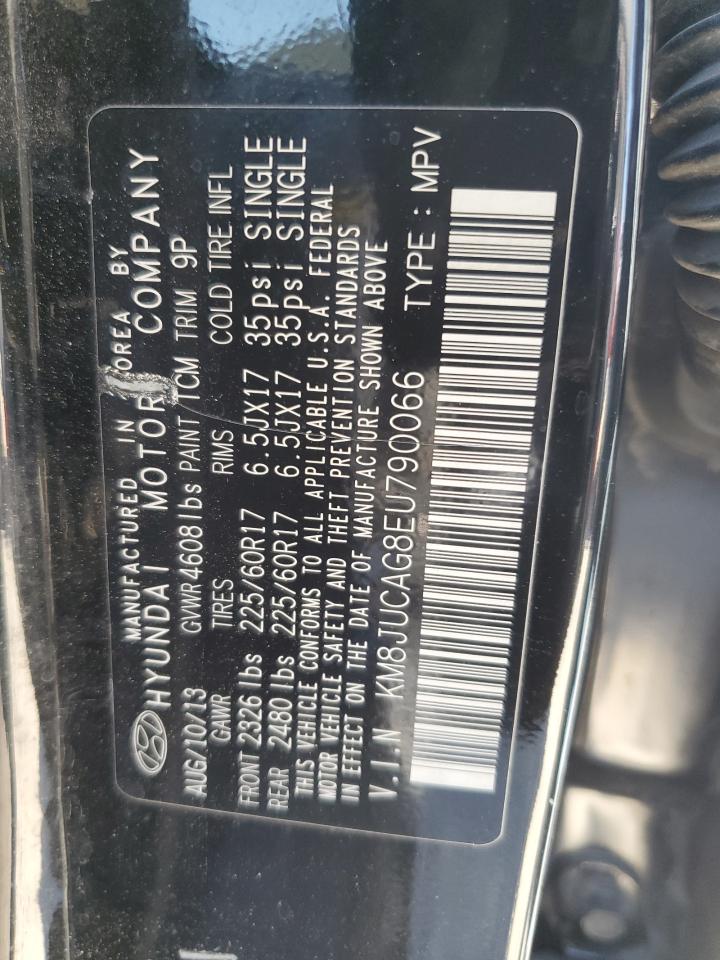 MANUFACTURED IN KOREA BY
HYUNDAI MOTOR COMPANY
AUG/10/13 GVWR 4608 lbs PAINT TCM TRIM 9P
GAWR TIRES RIMS COLD TIRE INFL
FRONT 2326 lbs 225/60R17 6.5JX17 35psi SINGLE
REAR 2480 lbs 225/60R17 6.5JX17 35psi SINGLE
THIS VEHICLE CONFORMS TO ALL APPLICABLE U.S.A. FEDERAL
MOTOR VEHICLE SAFETY AND THEFT PREVENTION STANDARDS
IN EFFECT ON THE DATE OF MANUFACTURE SHOWN ABOVE
V.I.N KM8JUCAG8EU790066 TYPE : MPV